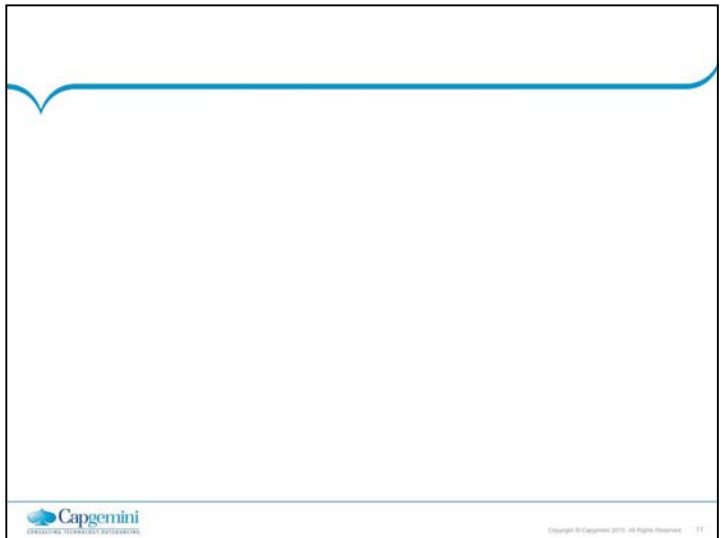 Capgemini
CONSULTING.TECHNOLOGY.OUTSOURCING
Copyright © Capgemini 2015. All Rights Reserved 11